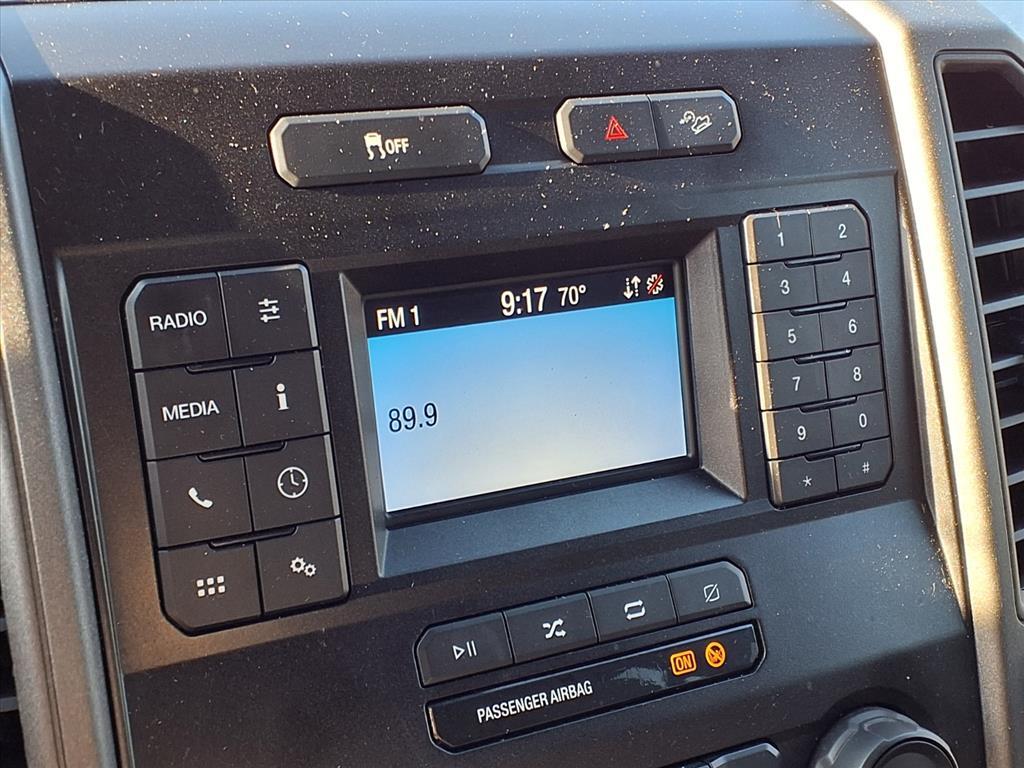 OFF
FM 1 9:17 70°
89.9
RADIO
MEDIA
i
1 2
3 4
5 6
7 8
9 0
* #
ON
PASSENGER AIRBAG